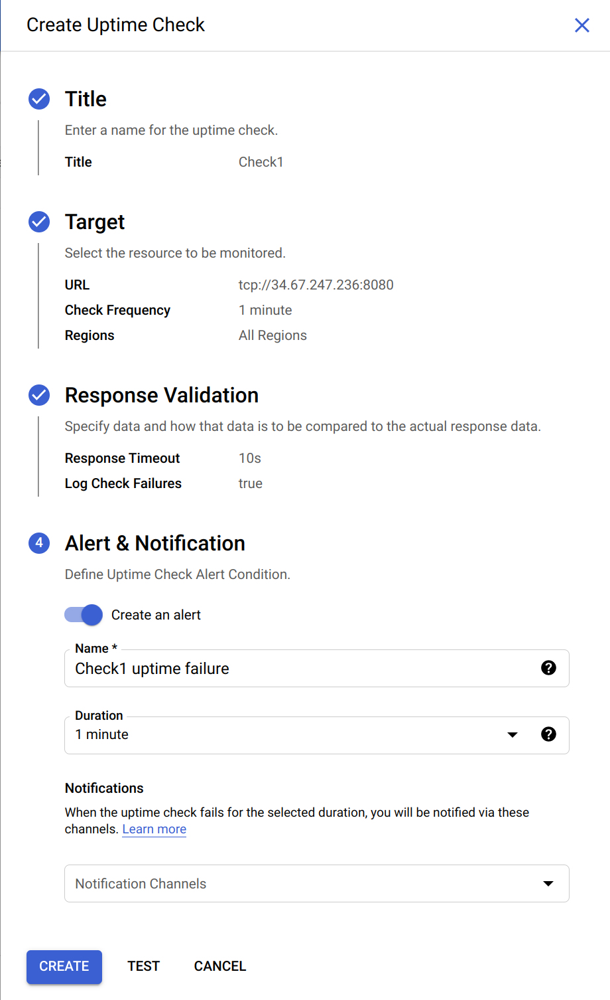 Create Uptime Check
Title
Enter a name for the uptime check.
Title Check1
Target
Select the resource to be monitored.
URL tcp://34.67.247.236:8080
Check Frequency 1 minute
Regions All Regions
Response Validation
Specify data and how that data is to be compared to the actual response data.
Response Timeout 10s
Log Check Failures true
4 Alert & Notification
Define Uptime Check Alert Condition.
Create an alert
Name *
Check1 uptime failure
Duration
1 minute
Notifications
When the uptime check fails for the selected duration, you will be notified via these
channels. Learn more
Notification Channels
CREATE TEST CANCEL